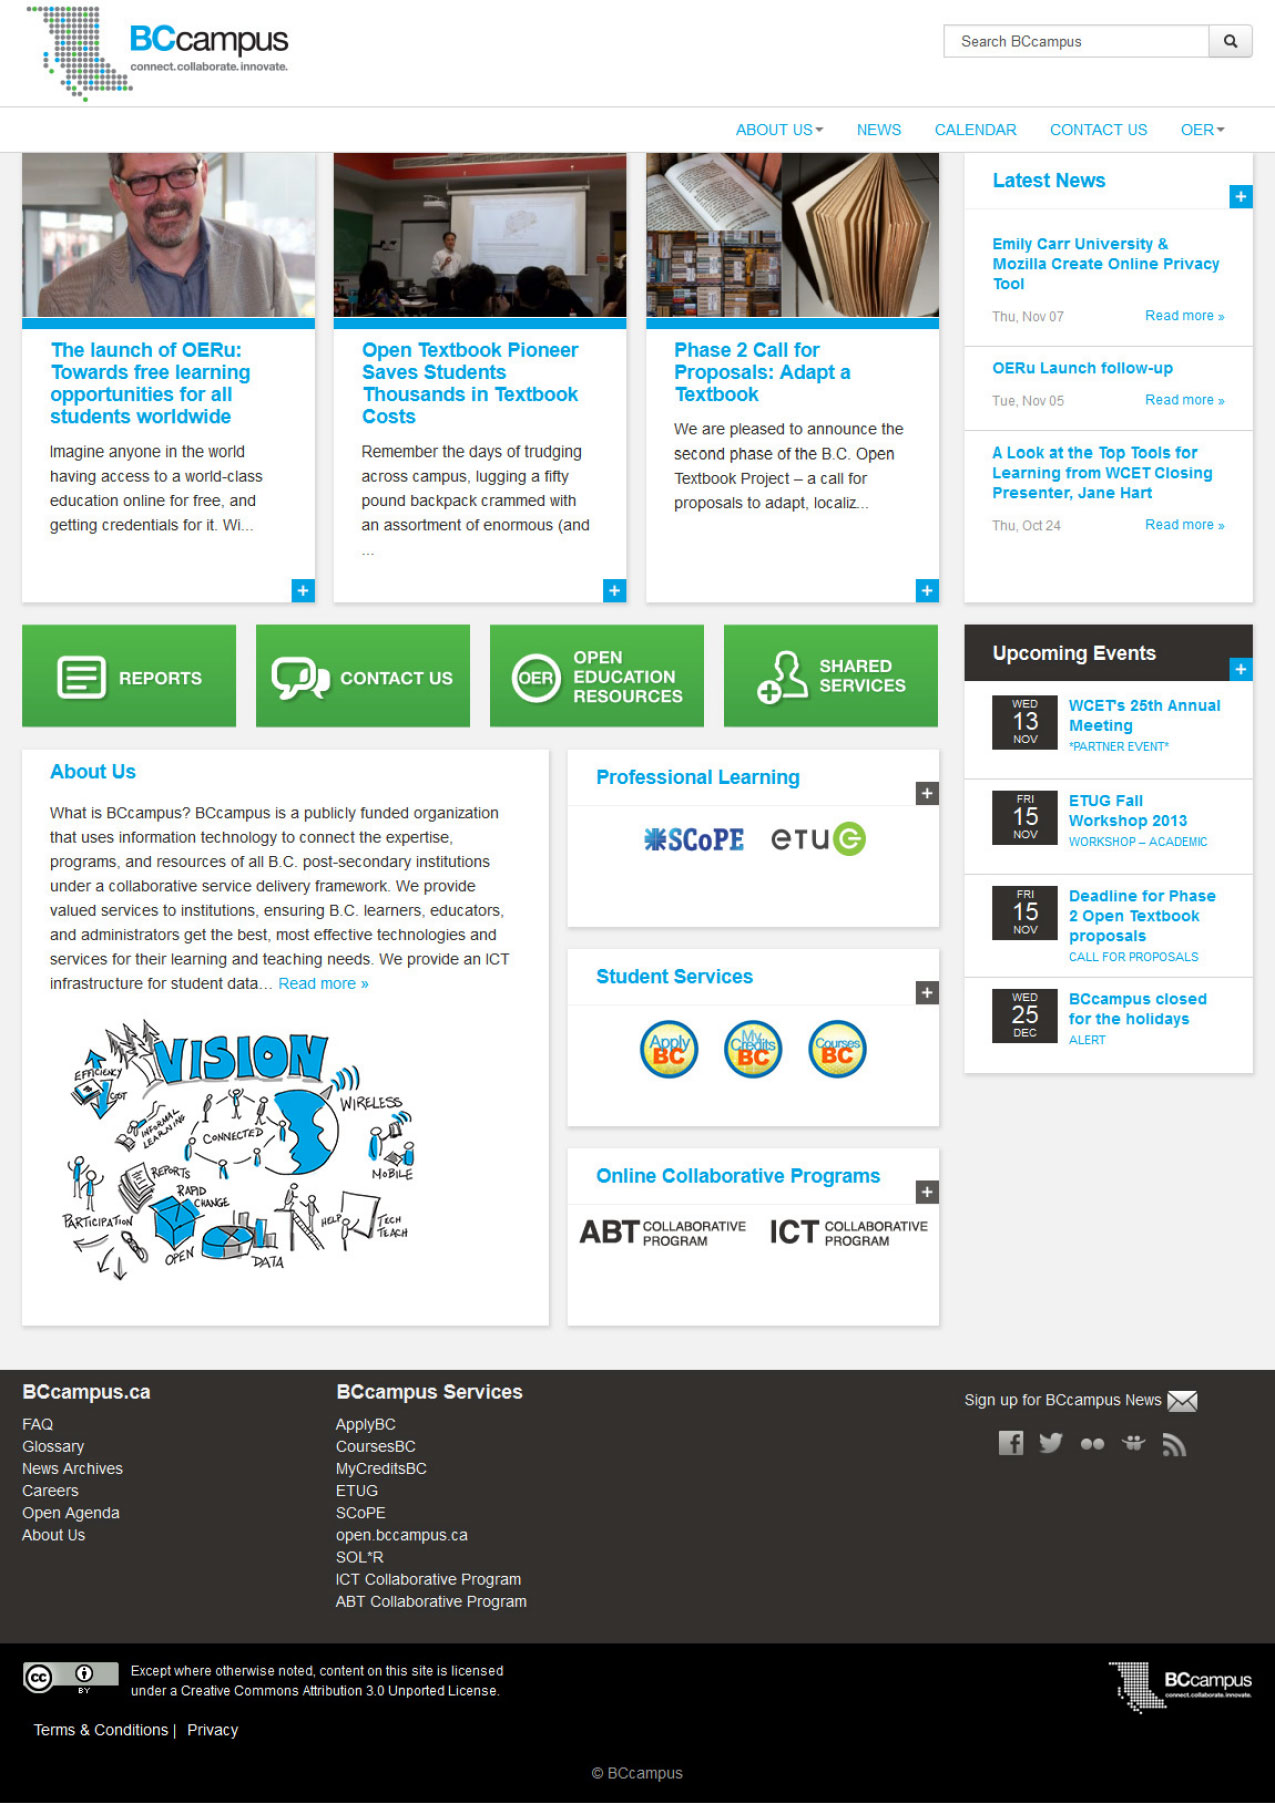 BCcampus
connect.collaborate.innovate.
Search BCcampus
ABOUT US
NEWS
CALENDAR
CONTACT US
OER
The launch of OERu:
Towards free learning
opportunities for all
students worldwide
Imagine anyone in the world
having access to a world-class
education online for free, and
getting credentials for it. Wi...
Open Textbook Pioneer
Saves Students
Thousands in Textbook
Costs
Remember the days of trudging
across campus, lugging a fifty
pound backpack crammed with
an assortment of enormous (and
...
Phase 2 Call for
Proposals: Adapt a
Textbook
We are pleased to announce the
second phase of the B.C. Open
Textbook Project – a call for
proposals to adapt, localiz...
Latest News
Emily Carr University &
Mozilla Create Online Privacy
Tool
Thu, Nov 07 Read more »
OERu Launch follow-up
Tue, Nov 05 Read more »
A Look at the Top Tools for
Learning from WCET Closing
Presenter, Jane Hart
Thu, Oct 24 Read more »
REPORTS
CONTACT US
OER
OPEN
EDUCATION
RESOURCES
SHARED
SERVICES
Upcoming Events
WED
13
NOV
WCET's 25th Annual
Meeting
*PARTNER EVENT*
FRI
15
NOV
ETUG Fall
Workshop 2013
WORKSHOP – ACADEMIC
FRI
15
NOV
Deadline for Phase
2 Open Textbook
proposals
CALL FOR PROPOSALS
WED
25
DEC
BCcampus closed
for the holidays
ALERT
About Us
What is BCcampus? BCcampus is a publicly funded organization
that uses information technology to connect the expertise,
programs, and resources of all B.C. post-secondary institutions
under a collaborative service delivery framework. We provide
valued services to institutions, ensuring B.C. learners, educators,
and administrators get the best, most effective technologies and
services for their learning and teaching needs. We provide an ICT
infrastructure for student data... Read more »
VISION
EFFICIENCY
COST
INFORMAL
LEARNING
CONNECTED
WIRELESS
MOBILE
REPORTS
RAPID
CHANGE
PARTICIPATION
OPEN
DATA
HELP
TECH
TEACH
Professional Learning
SCoPE
eTUG
Student Services
Apply
BC
My
Credits
BC
Courses
BC
Online Collaborative Programs
ABT COLLABORATIVE
PROGRAM
ICT COLLABORATIVE
PROGRAM
BCcampus.ca
FAQ
Glossary
News Archives
Careers
Open Agenda
About Us
BCcampus Services
ApplyBC
CoursesBC
MyCreditsBC
ETUG
SCoPE
open.bccampus.ca
SOL*R
ICT Collaborative Program
ABT Collaborative Program
Sign up for BCcampus News
cc
BY
Except where otherwise noted, content on this site is licensed
under a Creative Commons Attribution 3.0 Unported License.
BCcampus
connect.collaborate.innovate.
Terms & Conditions | Privacy
© BCcampus